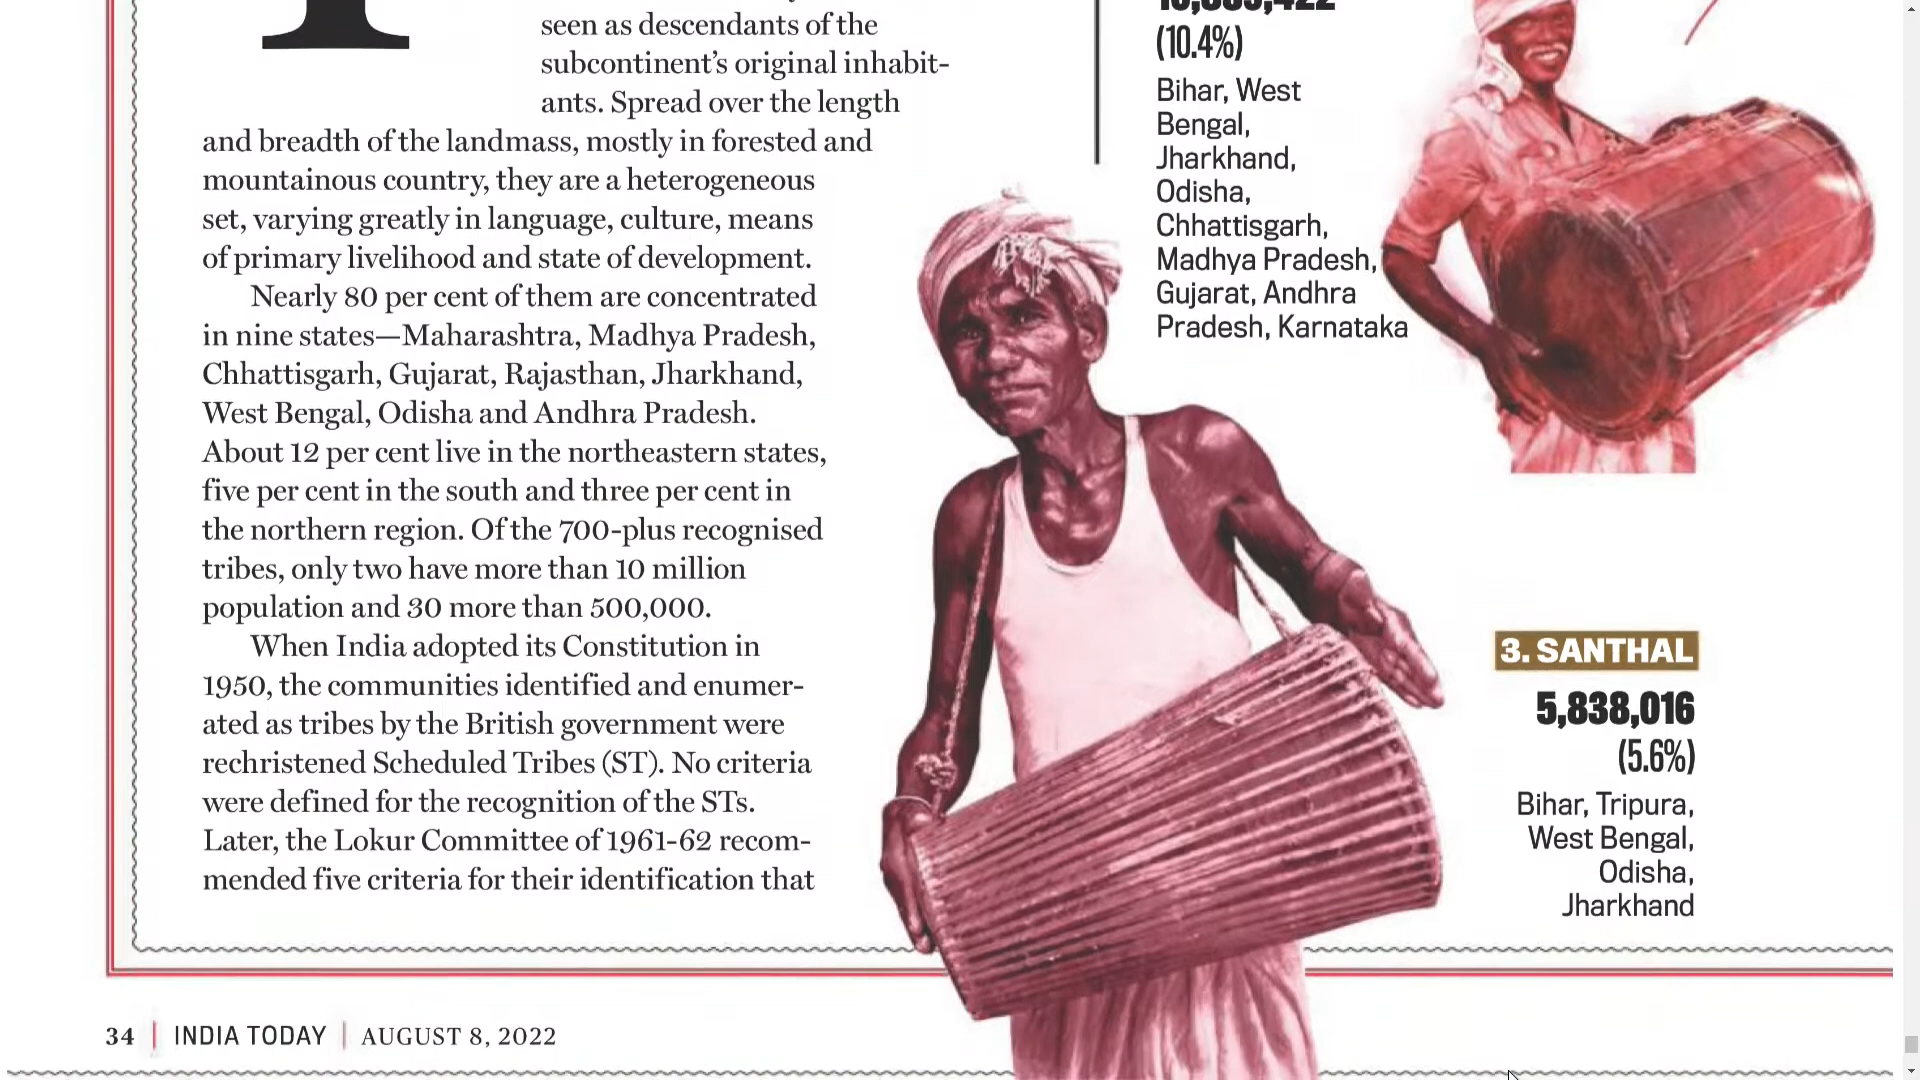 seen as descendants of the
subcontinent’s original inhabit-
ants. Spread over the length
and breadth of the landmass, mostly in forested and
mountainous country, they are a heterogeneous
set, varying greatly in language, culture, means
of primary livelihood and state of development.
Nearly 80 per cent of them are concentrated
in nine states—Maharashtra, Madhya Pradesh,
Chhattisgarh, Gujarat, Rajasthan, Jharkhand,
West Bengal, Odisha and Andhra Pradesh.
About 12 per cent live in the northeastern states,
five per cent in the south and three per cent in
the northern region. Of the 700-plus recognised
tribes, only two have more than 10 million
population and 30 more than 500,000.
When India adopted its Constitution in
1950, the communities identified and enumer-
ated as tribes by the British government were
rechristened Scheduled Tribes (ST). No criteria
were defined for the recognition of the STs.
Later, the Lokur Committee of 1961-62 recom-
mended five criteria for their identification that
(10.4%)
Bihar, West
Bengal,
Jharkhand,
Odisha,
Chhattisgarh,
Madhya Pradesh,
Gujarat, Andhra
Pradesh, Karnataka
3. SANTHAL
5,838,016
(5.6%)
Bihar, Tripura,
West Bengal,
Odisha,
Jharkhand
34 | INDIA TODAY | AUGUST 8, 2022